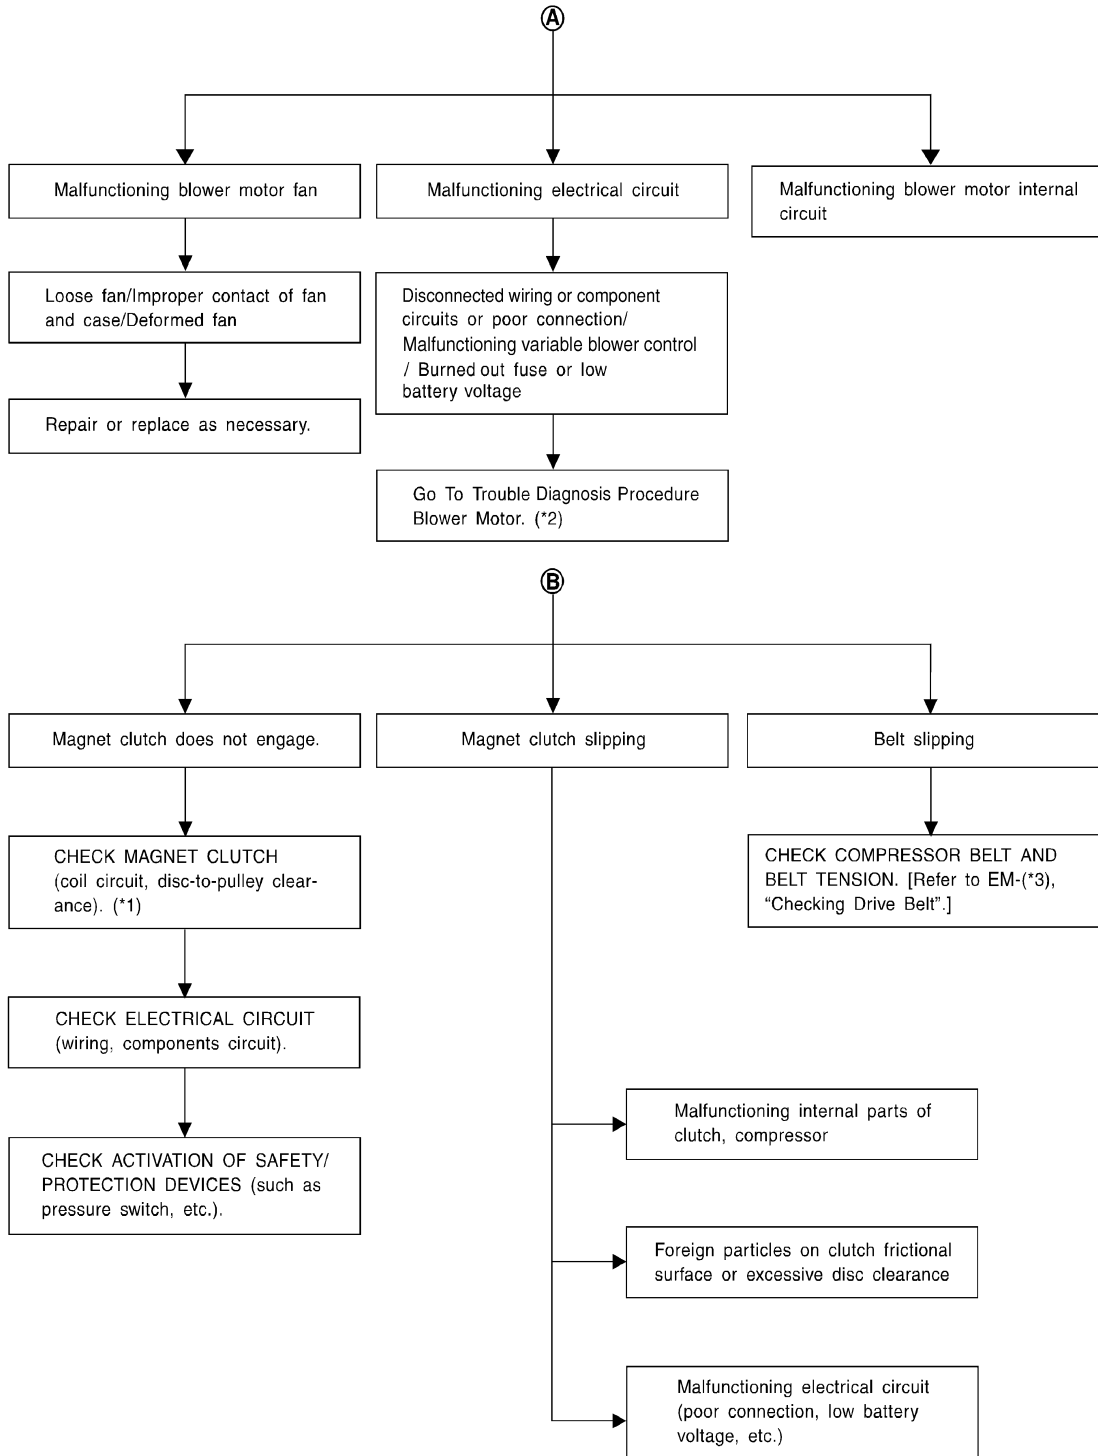 A
Malfunctioning blower motor fan
Malfunctioning electrical circuit
Malfunctioning blower motor internal
circuit
Loose fan/Improper contact of fan
and case/Deformed fan
Disconnected wiring or component
circuits or poor connection/
Malfunctioning variable blower control
/ Burned out fuse or low
battery voltage
Repair or replace as necessary.
Go To Trouble Diagnosis Procedure
Blower Motor. (*2)
B
Magnet clutch does not engage.
Magnet clutch slipping
Belt slipping
CHECK MAGNET CLUTCH
(coil circuit, disc-to-pulley clear-
ance). (*1)
CHECK COMPRESSOR BELT AND
BELT TENSION. [Refer to EM-(*3),
“Checking Drive Belt”.]
CHECK ELECTRICAL CIRCUIT
(wiring, components circuit).
Malfunctioning internal parts of
clutch, compressor
CHECK ACTIVATION OF SAFETY/
PROTECTION DEVICES (such as
pressure switch, etc.).
Foreign particles on clutch frictional
surface or excessive disc clearance
Malfunctioning electrical circuit
(poor connection, low battery
voltage, etc.)